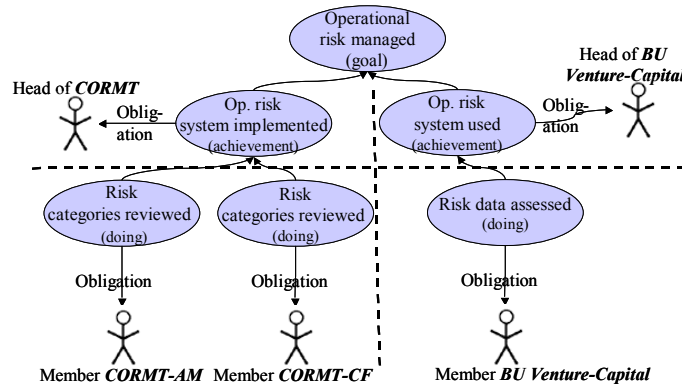 Operational
risk managed
(goal)
Head of CORMT
Oblig-
ation
Op. risk
system implemented
(achievement)
Op. risk
system used
(achievement)
Oblig-
ation
Head of BU
Venture-Capital
Risk
categories reviewed
(doing)
Risk
categories reviewed
(doing)
Risk data assessed
(doing)
Obligation
Obligation
Obligation
Member CORMT-AM
Member CORMT-CF
Member BU Venture-Capital